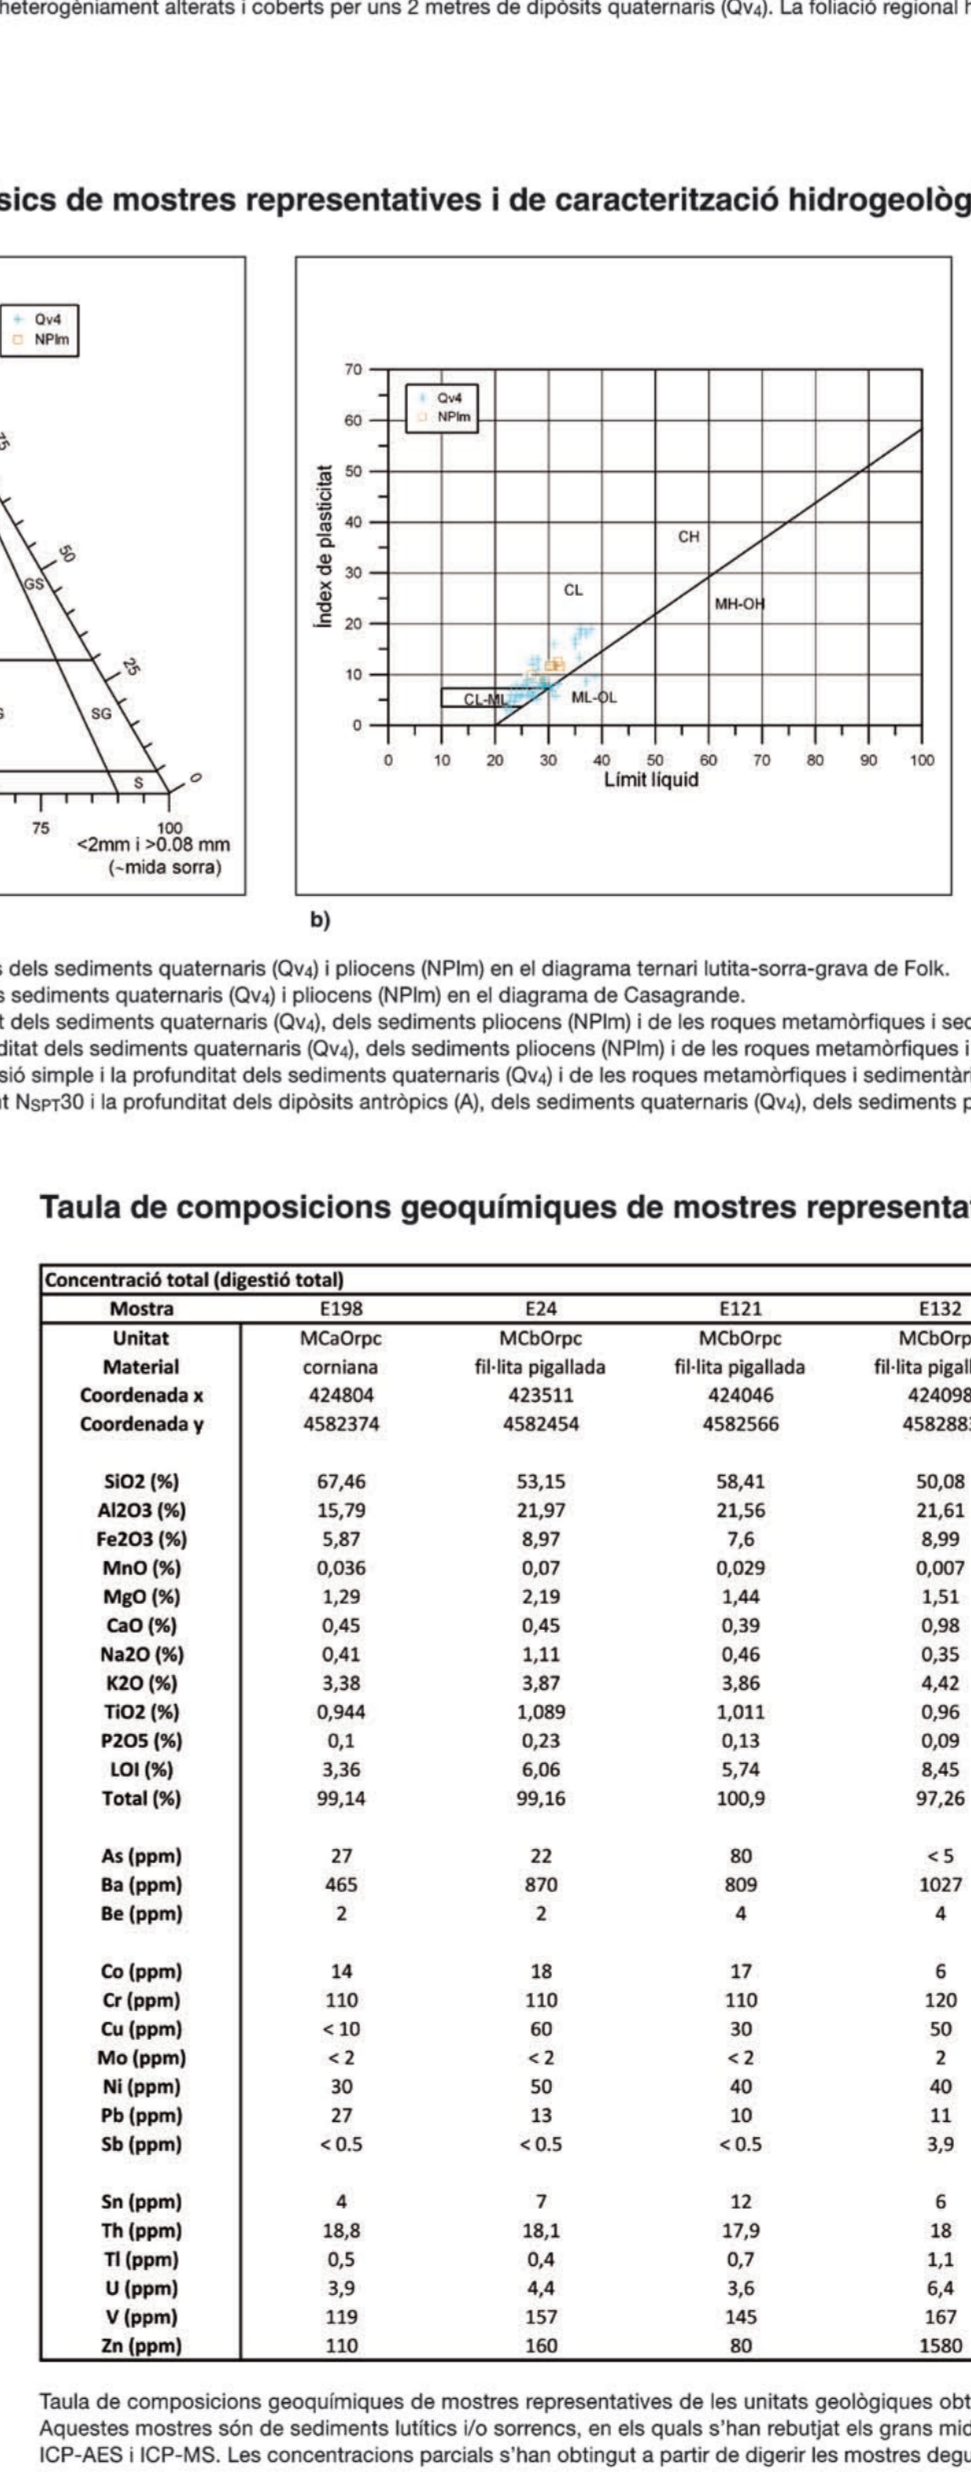 heterogèniament alterats i coberts per uns 2 metres de dipòsits quaternaris (Qv4). La foliació regional
sics de mostres representatives i de caracterització hidrogeològ
Qv4
NPlm
75
50
GS
25
SG
S
0
75
100
<2mm i >0.08 mm
(~mida sorra)
Qv4
NPlm
Índex de plasticitat
70
60
50
40
30
20
10
0
CH
CL
MH-OH
CL-ML
ML-OL
0 10 20 30 40 50 60 70 80 90 100
Límit líquid
b)
s dels sediments quaternaris (Qv4) i pliocens (NPlm) en el diagrama ternari lutita-sorra-grava de Folk.
s sediments quaternaris (Qv4) i pliocens (NPlm) en el diagrama de Casagrande.
t dels sediments quaternaris (Qv4), dels sediments pliocens (NPlm) i de les roques metamòrfiques i sed
ditat dels sediments quaternaris (Qv4), dels sediments pliocens (NPlm) i de les roques metamòrfiques i
sió simple i la profunditat dels sediments quaternaris (Qv4) i de les roques metamòrfiques i sedimentàri
t NSPT30 i la profunditat dels dipòsits antròpics (A), dels sediments quaternaris (Qv4), dels sediments p
Taula de composicions geoquímiques de mostres representa
Concentració total (digestió total)
Mostra E198 E24 E121 E132
Unitat MCaOrpc MCbOrpc MCbOrpc MCbOrp
Material corniana fil·lita pigallada fil·lita pigallada fil·lita pigall
Coordenada x 424804 423511 424046 424098
Coordenada y 4582374 4582454 4582566 458288
SiO2 (%) 67,46 53,15 58,41 50,08
Al2O3 (%) 15,79 21,97 21,56 21,61
Fe2O3 (%) 5,87 8,97 7,6 8,99
MnO (%) 0,036 0,07 0,029 0,007
MgO (%) 1,29 2,19 1,44 1,51
CaO (%) 0,45 0,45 0,39 0,98
Na2O (%) 0,41 1,11 0,46 0,35
K2O (%) 3,38 3,87 3,86 4,42
TiO2 (%) 0,944 1,089 1,011 0,96
P2O5 (%) 0,1 0,23 0,13 0,09
LOI (%) 3,36 6,06 5,74 8,45
Total (%) 99,14 99,16 100,9 97,26
As (ppm) 27 22 80 < 5
Ba (ppm) 465 870 809 1027
Be (ppm) 2 2 4 4
Co (ppm) 14 18 17 6
Cr (ppm) 110 110 110 120
Cu (ppm) < 10 60 30 50
Mo (ppm) < 2 < 2 < 2 2
Ni (ppm) 30 50 40 40
Pb (ppm) 27 13 10 11
Sb (ppm) < 0.5 < 0.5 < 0.5 3,9
Sn (ppm) 4 7 12 6
Th (ppm) 18,8 18,1 17,9 18
Tl (ppm) 0,5 0,4 0,7 1,1
U (ppm) 3,9 4,4 3,6 6,4
V (ppm) 119 157 145 167
Zn (ppm) 110 160 80 1580
Taula de composicions geoquímiques de mostres representatives de les unitats geològiques obt
Aquestes mostres són de sediments lutítics i/o sorrencs, en els quals s'han rebutjat els grans mid
ICP-AES i ICP-MS. Les concentracions parcials s'han obtingut a partir de digerir les mostres degu